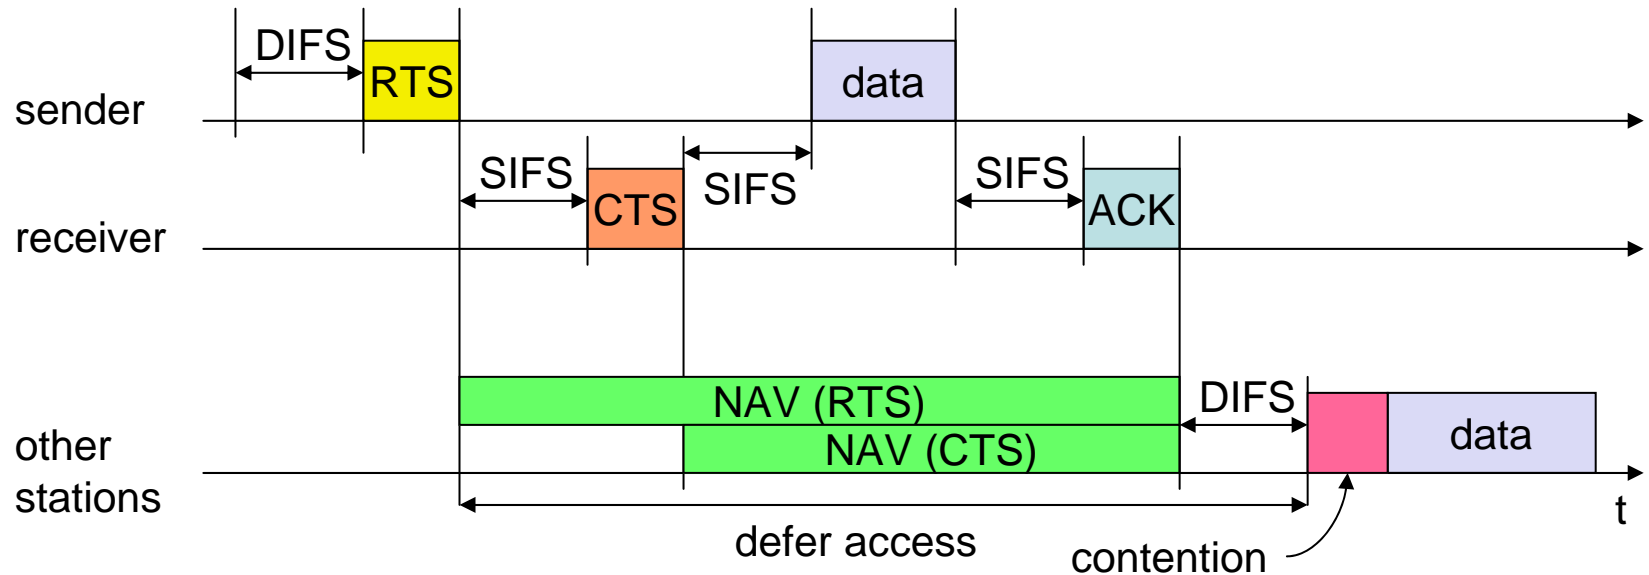 DIFS
RTS
data
sender
SIFS
CTS
SIFS
SIFS
ACK
receiver
NAV (RTS)
DIFS
NAV (CTS)
data
other
stations
t
defer access
contention